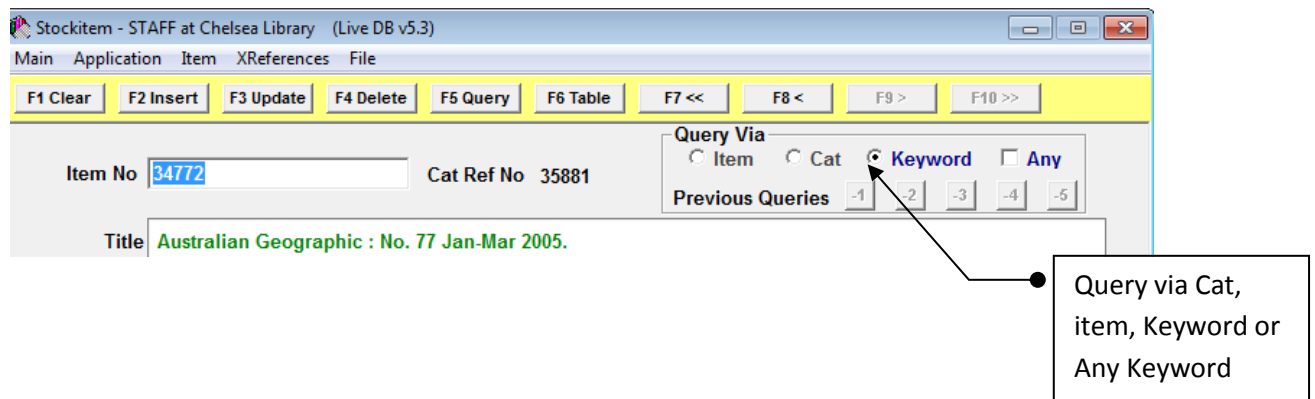 Stockitem - STAFF at Chelsea Library (Live DB v5.3)
Main Application Item XReferences File
F1 Clear F2 Insert F3 Update F4 Delete F5 Query F6 Table F7 << F8 < F9 > F10 >>
Query Via
Item Cat Keyword Any
Item No 34772 Cat Ref No 35881
Previous Queries -1 -2 -3 -4 -5
Title Australian Geographic : No. 77 Jan-Mar 2005.
Query via Cat,
item, Keyword or
Any Keyword